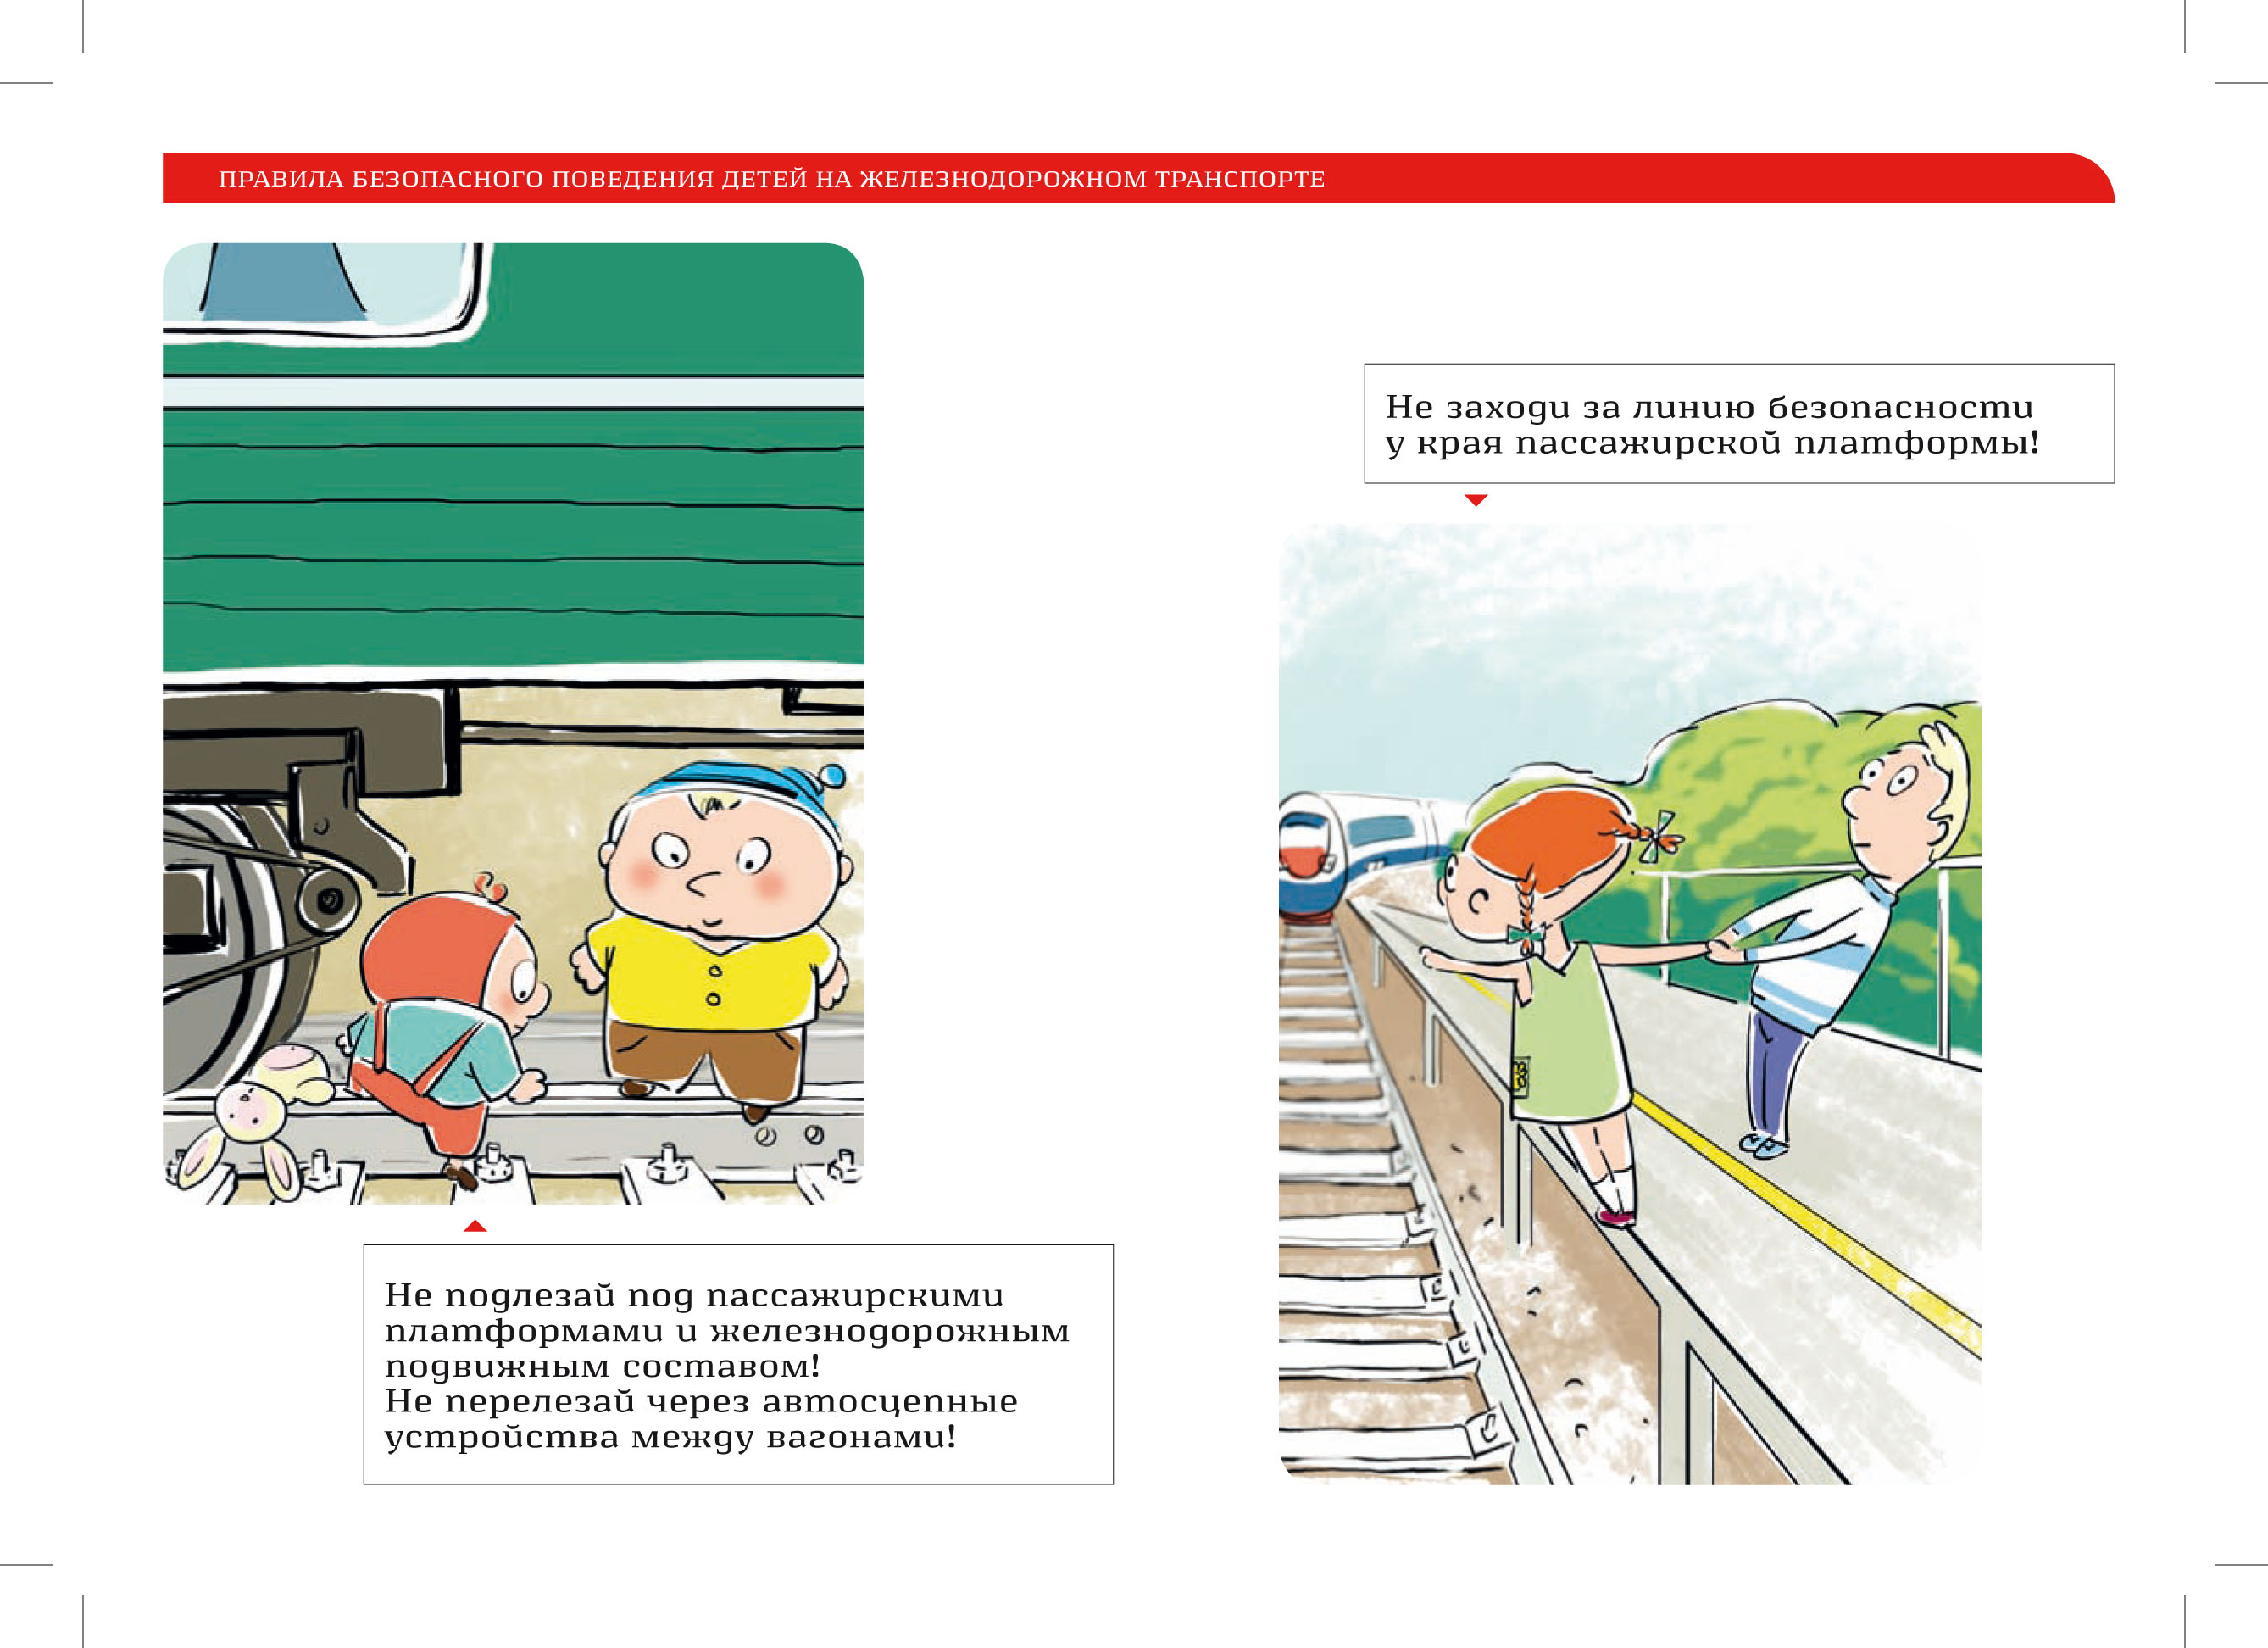 ПРАВИЛА БЕЗОПАСНОГО ПОВЕДЕНИЯ ДЕТЕЙ НА ЖЕЛЕЗНОДОРОЖНОМ ТРАНСПОРТЕ
Не заходи за линию безопасности
у края пассажирской платформы!
Не подлезай под пассажирскими
платформами и железнодорожным
подвижным составом!
Не перелезай через автосцепные
устройства между вагонами!